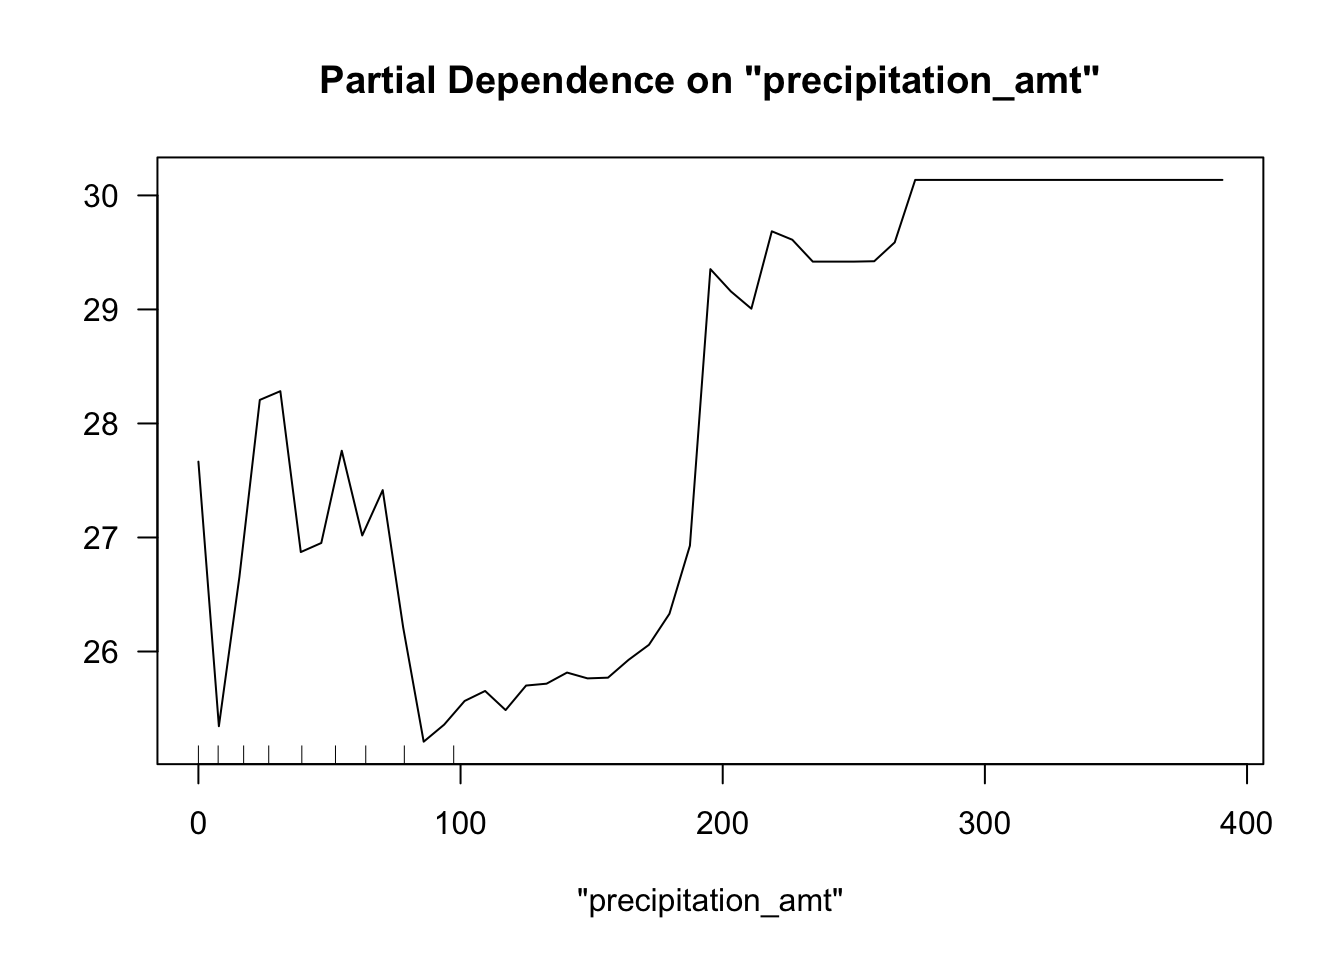 Partial Dependence on "precipitation_amt"
30
29
28
27
26
0 100 200 300 400
"precipitation_amt"